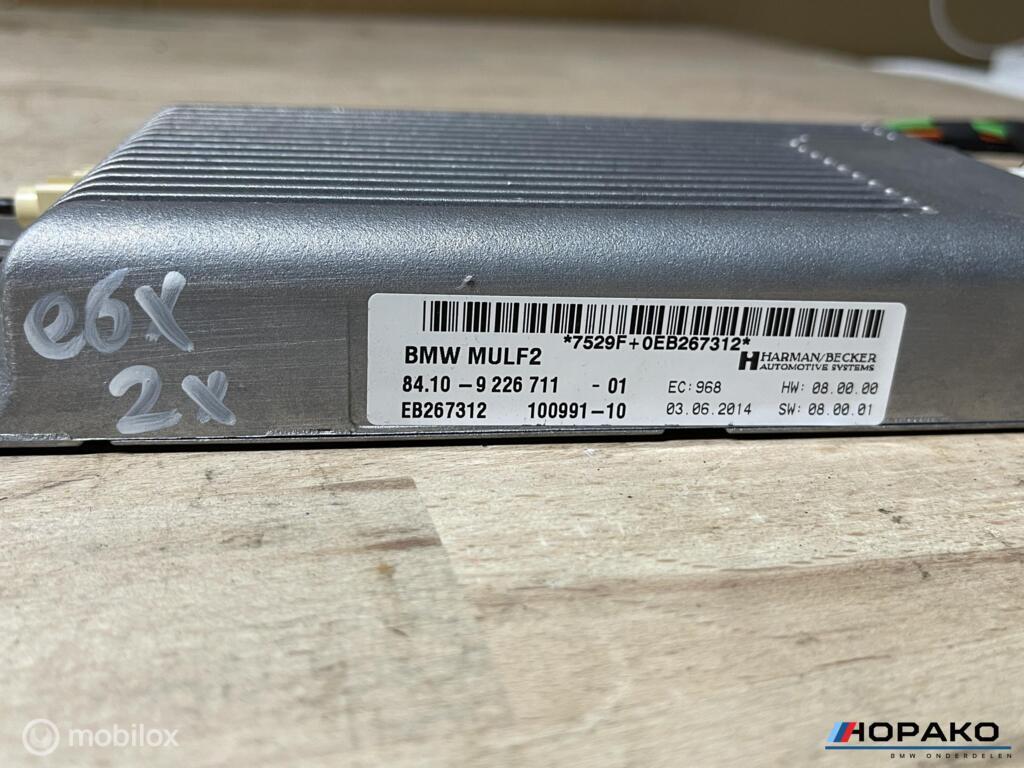 e6x
2x
*7529F+0EB267312*
BMW MULF2
HARMAN/BECKER
AUTOMOTIVE SYSTEMS
84.10 - 9 226 711 - 01
EC: 968
HW: 08.00.00
EB267312 100991-10
03.06.2014
SW: 08.00.01
mobilox
HOPAKO
BMW ONDERDELEN